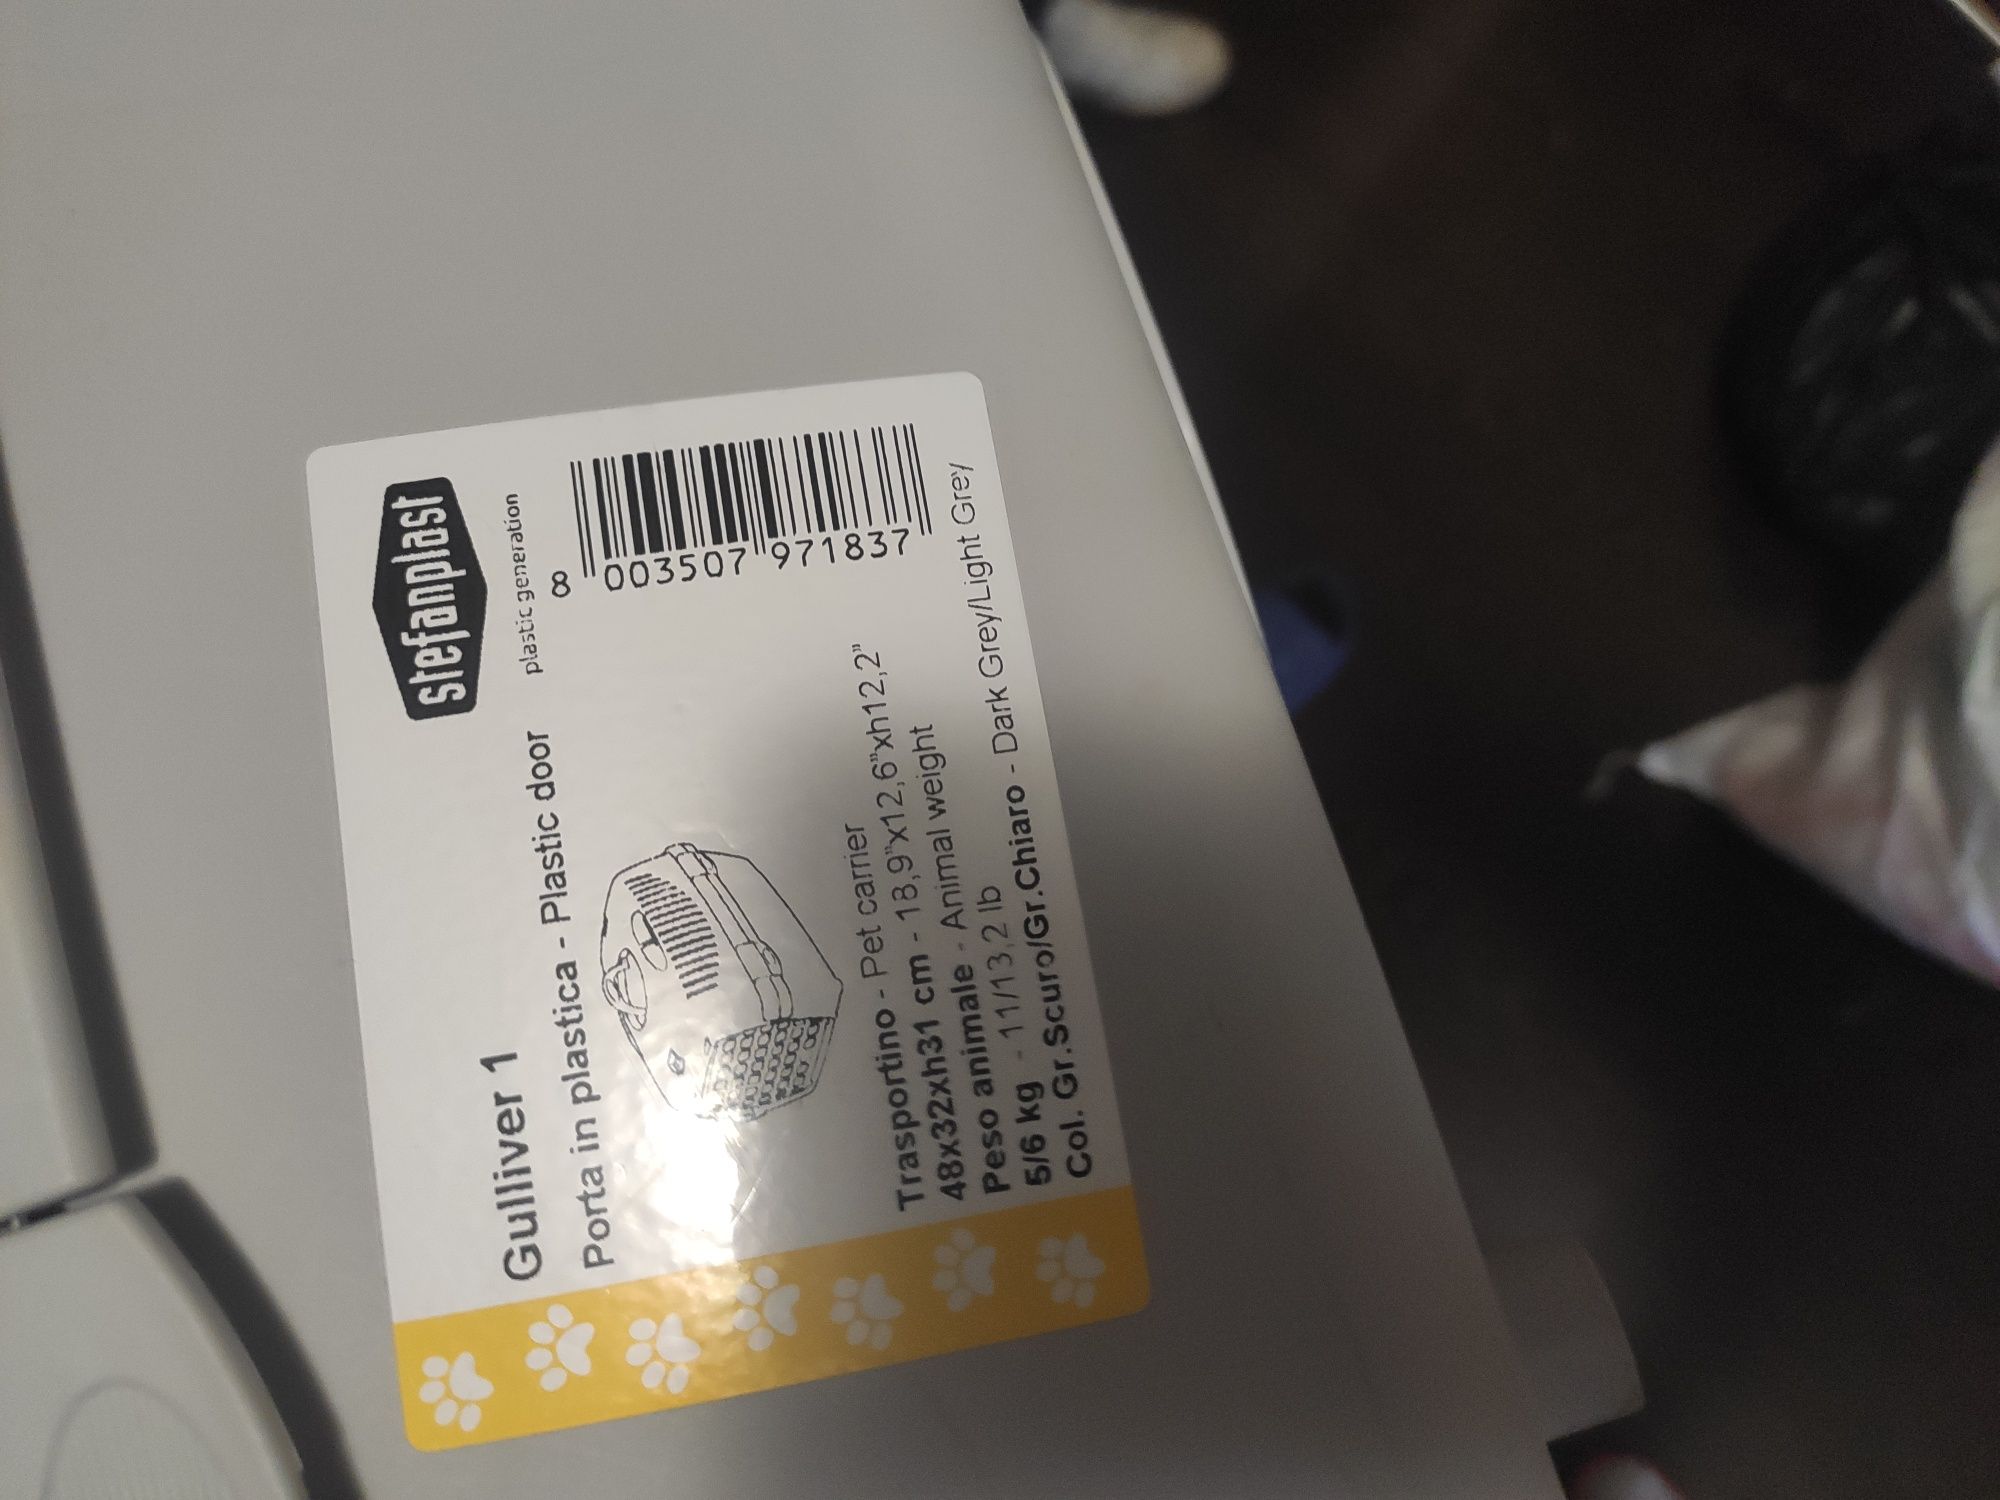 stefanplast
plastic generation
Gulliver 1
Porta in plastica - Plastic door
8 003507 971837
Trasportino - Pet carrier
48x32xh31 cm - 18,9"x12,6"xh12,2"
Peso animale - Animal weight
5/6 kg - 11/13,2 lb
Col. Gr.Scuro/Gr.Chiaro - Dark Grey/Light Grey